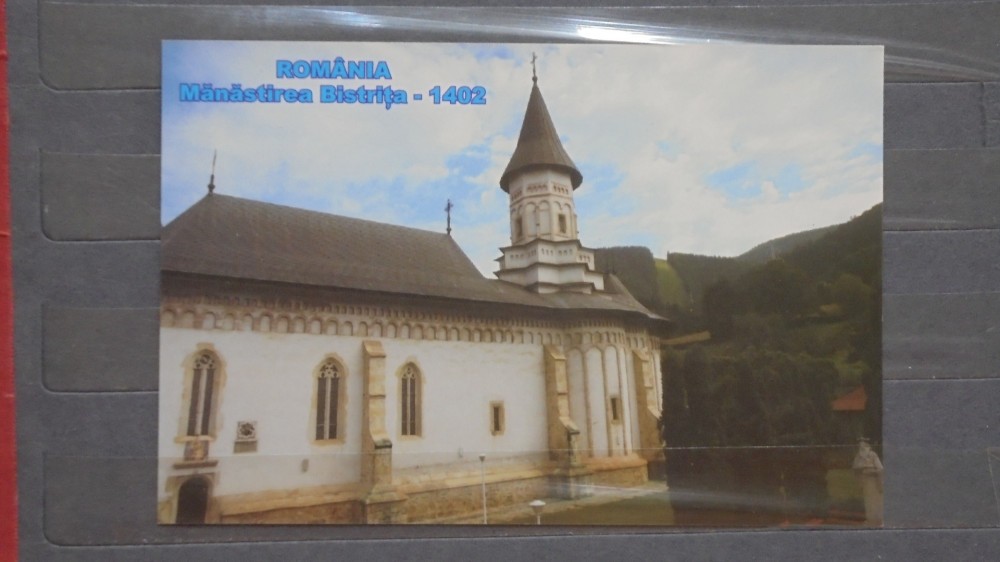 ROMÂNIA
Mănăstirea Bistrița - 1402